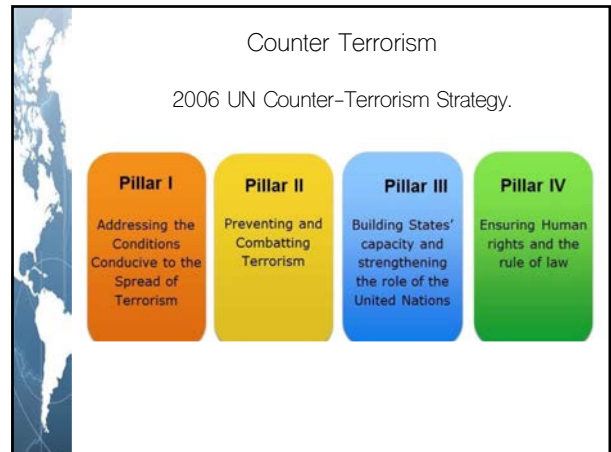 Counter Terrorism
2006 UN Counter-Terrorism Strategy.
Pillar I
Addressing the
Conditions
Conducive to the
Spread of
Terrorism
Pillar II
Preventing and
Combatting
Terrorism
Pillar III
Building States'
capacity and
strengthening
the role of the
United Nations
Pillar IV
Ensuring Human
rights and the
rule of law